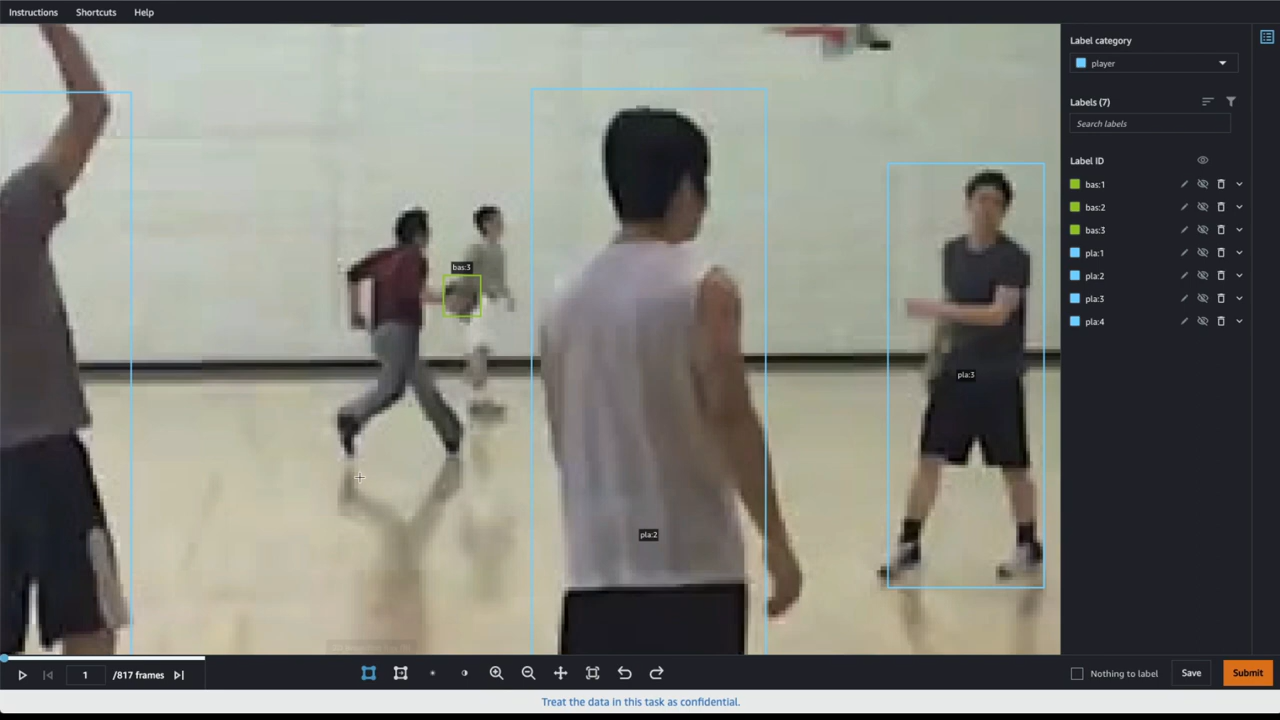 Instructions Shortcuts Help
Label category
player
Labels (7)
Search labels
Label ID
bas:1
bas:2
bas:3
pla:1
pla:2
pla:3
pla:4
bas:3
pla:3
pla:2
1 /817 frames
Nothing to label
Save
Submit
Treat the data in this task as confidential.